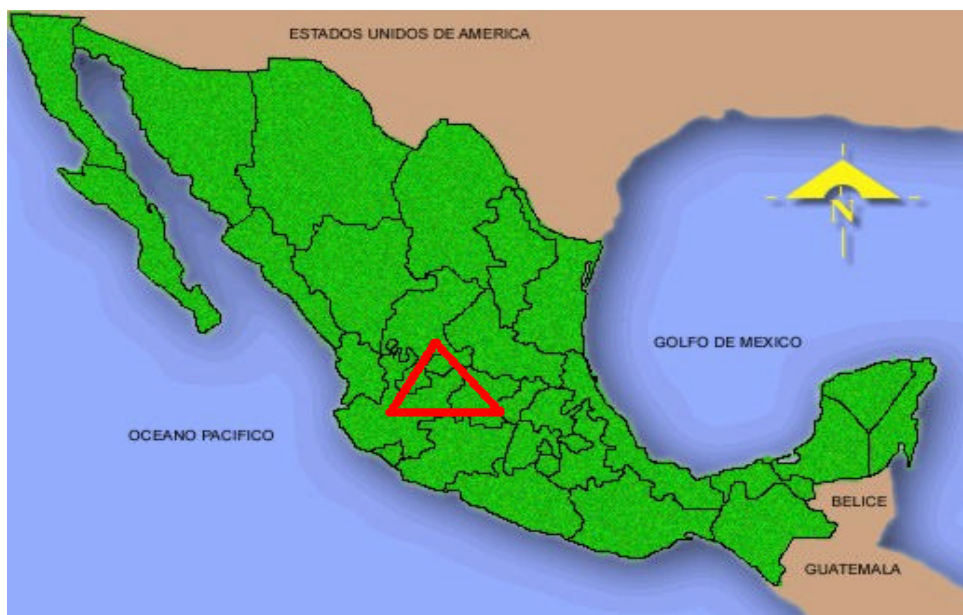 ESTADOS UNIDOS DE AMERICA
N
GOLFO DE MEXICO
OCEANO PACIFICO
BELICE
GUATEMALA